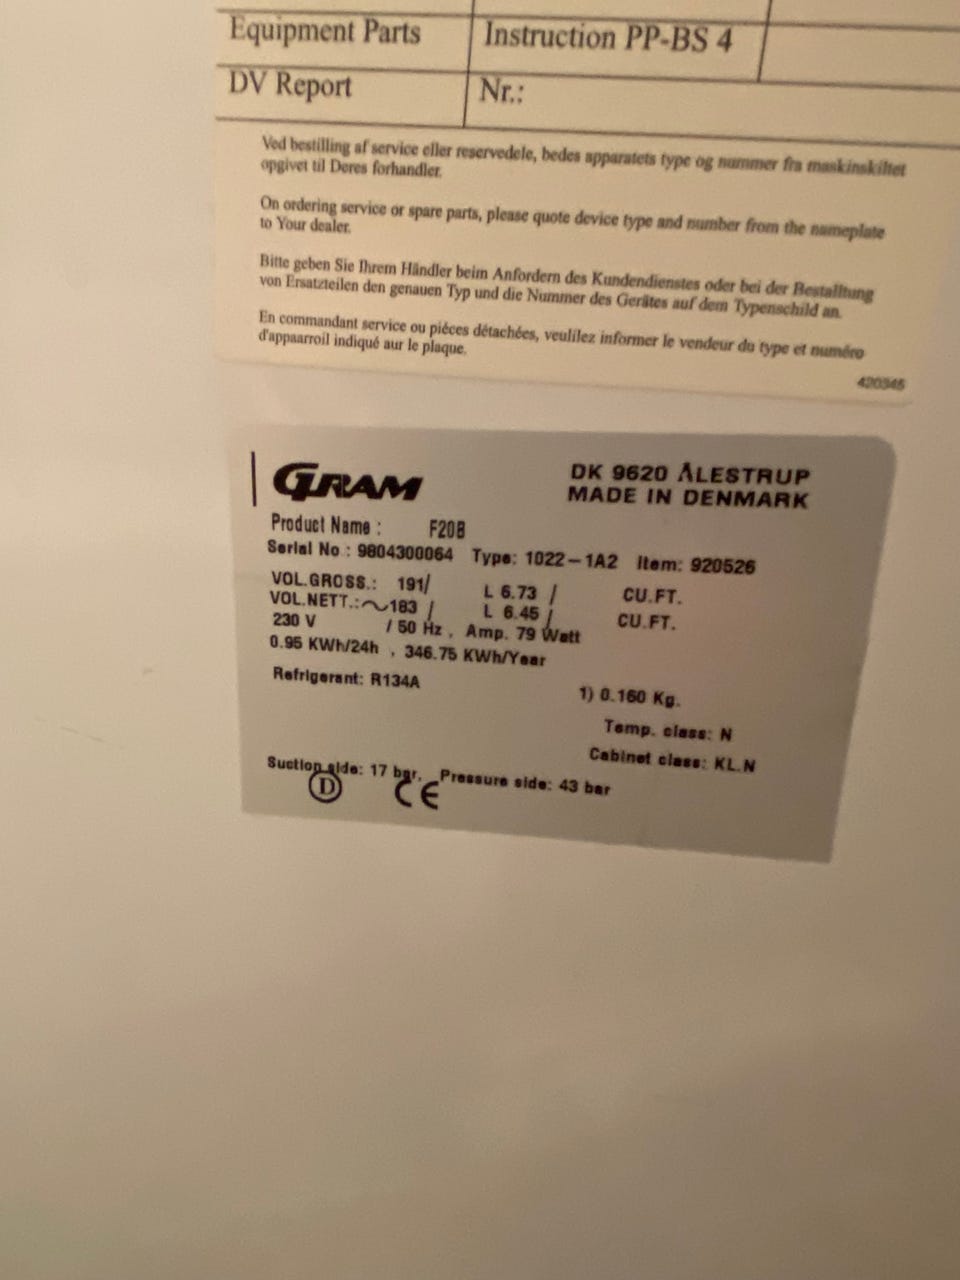 Equipment Parts Instruction PP-BS 4
DV Report Nr.:
Ved bestilling af service eller reservedele, bedes apparatets type og nummer fra maskinskiltet
opgivet til Deres forhandler.
On ordering service or spare parts, please quote device type and number from the nameplate
to Your dealer.
Bitte geben Sie Ihrem Händler beim Anfordern des Kundendienstes oder bei der Bestalltung
von Ersatzteilen den genauen Typ und die Nummer des Gerätes auf dem Typenschild an.
En commandant service ou piéces détachées, veulilez informer le vendeur du type et numéro
d'appaarroil indiqué aur le plaque.
420345
GRAM DK 9620 ÅLESTRUP
MADE IN DENMARK
Product Name : F20B
Serial No : 9804300064 Type: 1022-1A2 Item: 920526
VOL.GROSS.: 191/ L 6.73 / CU.FT.
VOL.NETT.:~183 / L 6.45 / CU.FT.
230 V / 50 Hz , Amp. 79 Watt
0.95 KWh/24h , 346.75 KWh/Year
Refrigerant: R134A
1) 0.160 Kg.
Temp. class: N
Cabinet class: KL.N
Suction side: 17 bar, Pressure side: 43 bar
D CE